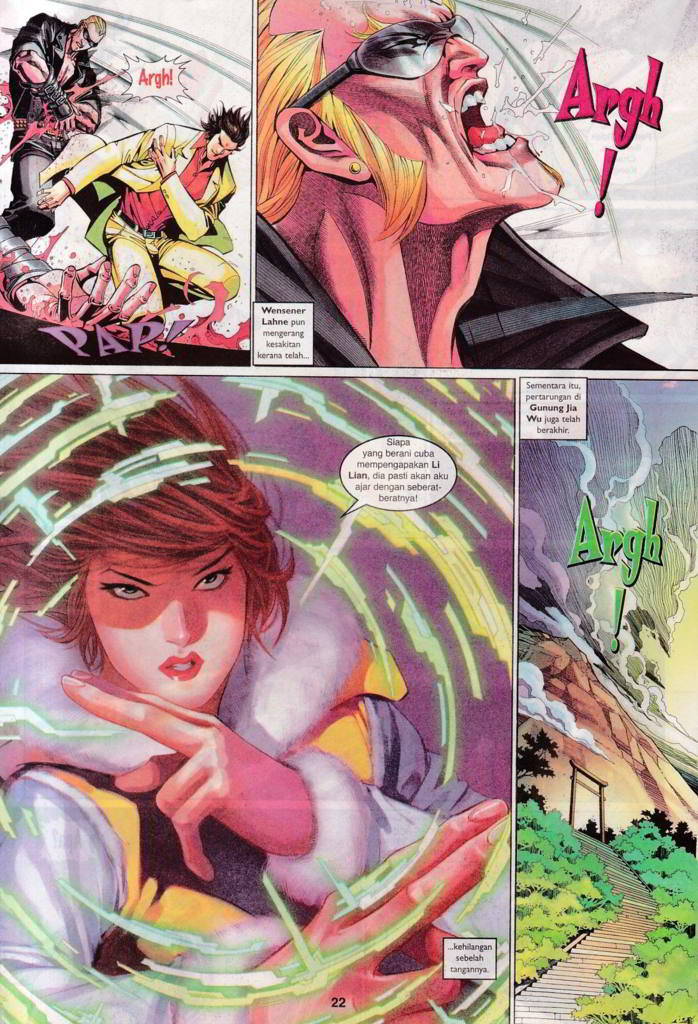 Argh!
PAP!
Argh
!
Wensener
Lahne pun
mengerang
kesakitan
kerana telah...
Siapa
yang berani cuba
mempengapakan Li
Lian, dia pasti akan aku
ajar dengan seberat-
beratnya!
...kehilangan
sebelah
tangannya.
Sementara itu,
pertarungan di
Gunung Jia
Wu juga telah
berakhir.
Argh
!
22